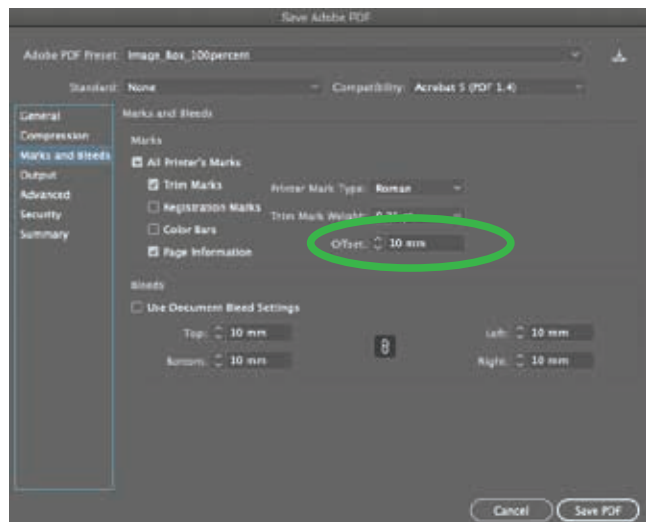 Save Adobe PDF
Adobe PDF Preset: Image_Box_100percent
Standard: None Compatibility: Acrobat 5 (PDF 1.4)
General
Compression
Marks and Bleeds
Output
Advanced
Security
Summary
Marks and Bleeds
Marks
All Printer's Marks
Trim Marks
Registration Marks
Color Bars
Page Information
Printer Mark Type: Roman
Trim Mark Weight:
Offset: 10 mm
Bleeds
Use Document Bleed Settings
Top: 10 mm Left: 10 mm
Bottom: 10 mm Right: 10 mm
Cancel Save PDF